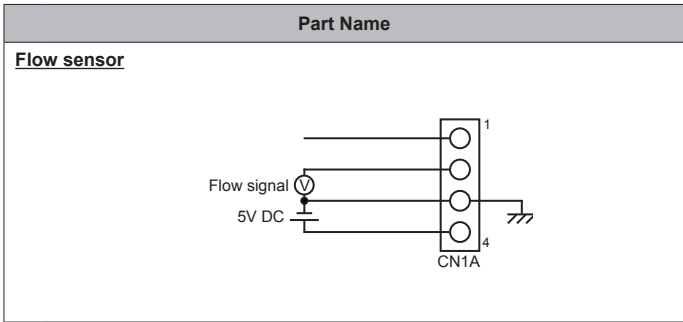 Part Name
Flow sensor
1
Flow signal V
5V DC
4
CN1A